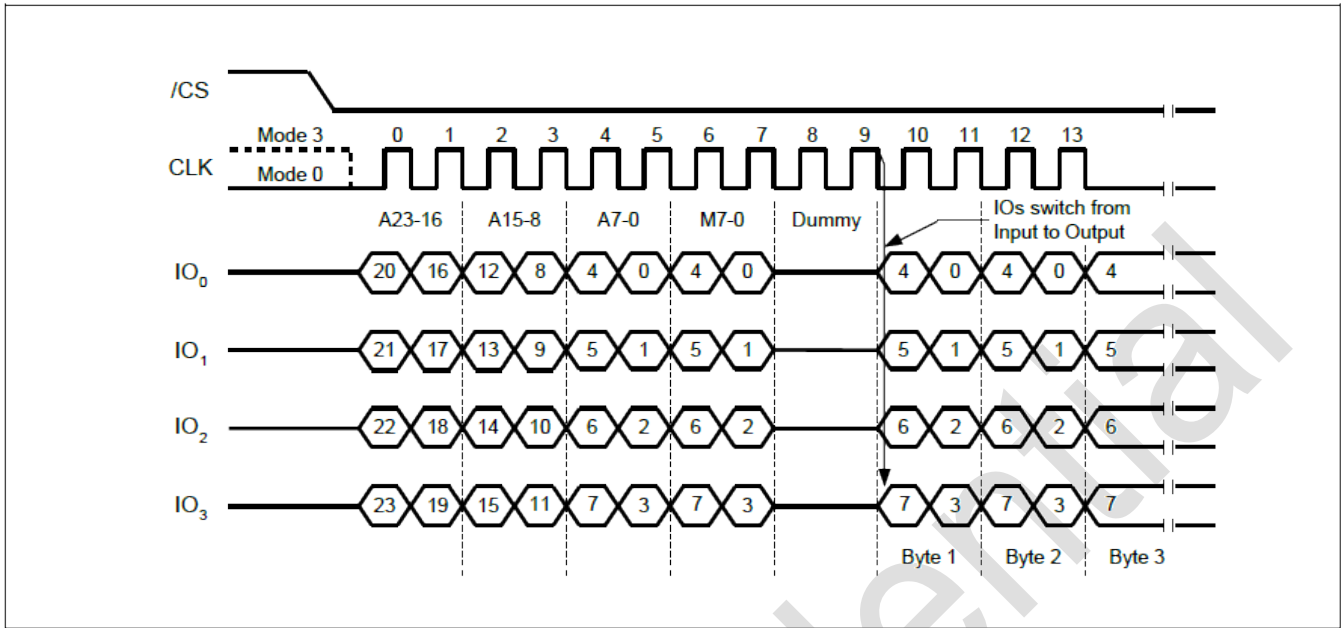 /CS
Mode 3 0 1 2 3 4 5 6 7 8 9 10 11 12 13
CLK
Mode 0
A23-16 A15-8 A7-0 M7-0 Dummy
IOs switch from
Input to Output
IO0 20 16 12 8 4 0 4 0 4 0 4 0 4
IO1 21 17 13 9 5 1 5 1 5 1 5 1 5
IO2 22 18 14 10 6 2 6 2 6 2 6 2 6
IO3 23 19 15 11 7 3 7 3 7 3 7 3 7
Byte 1 Byte 2 Byte 3
ential